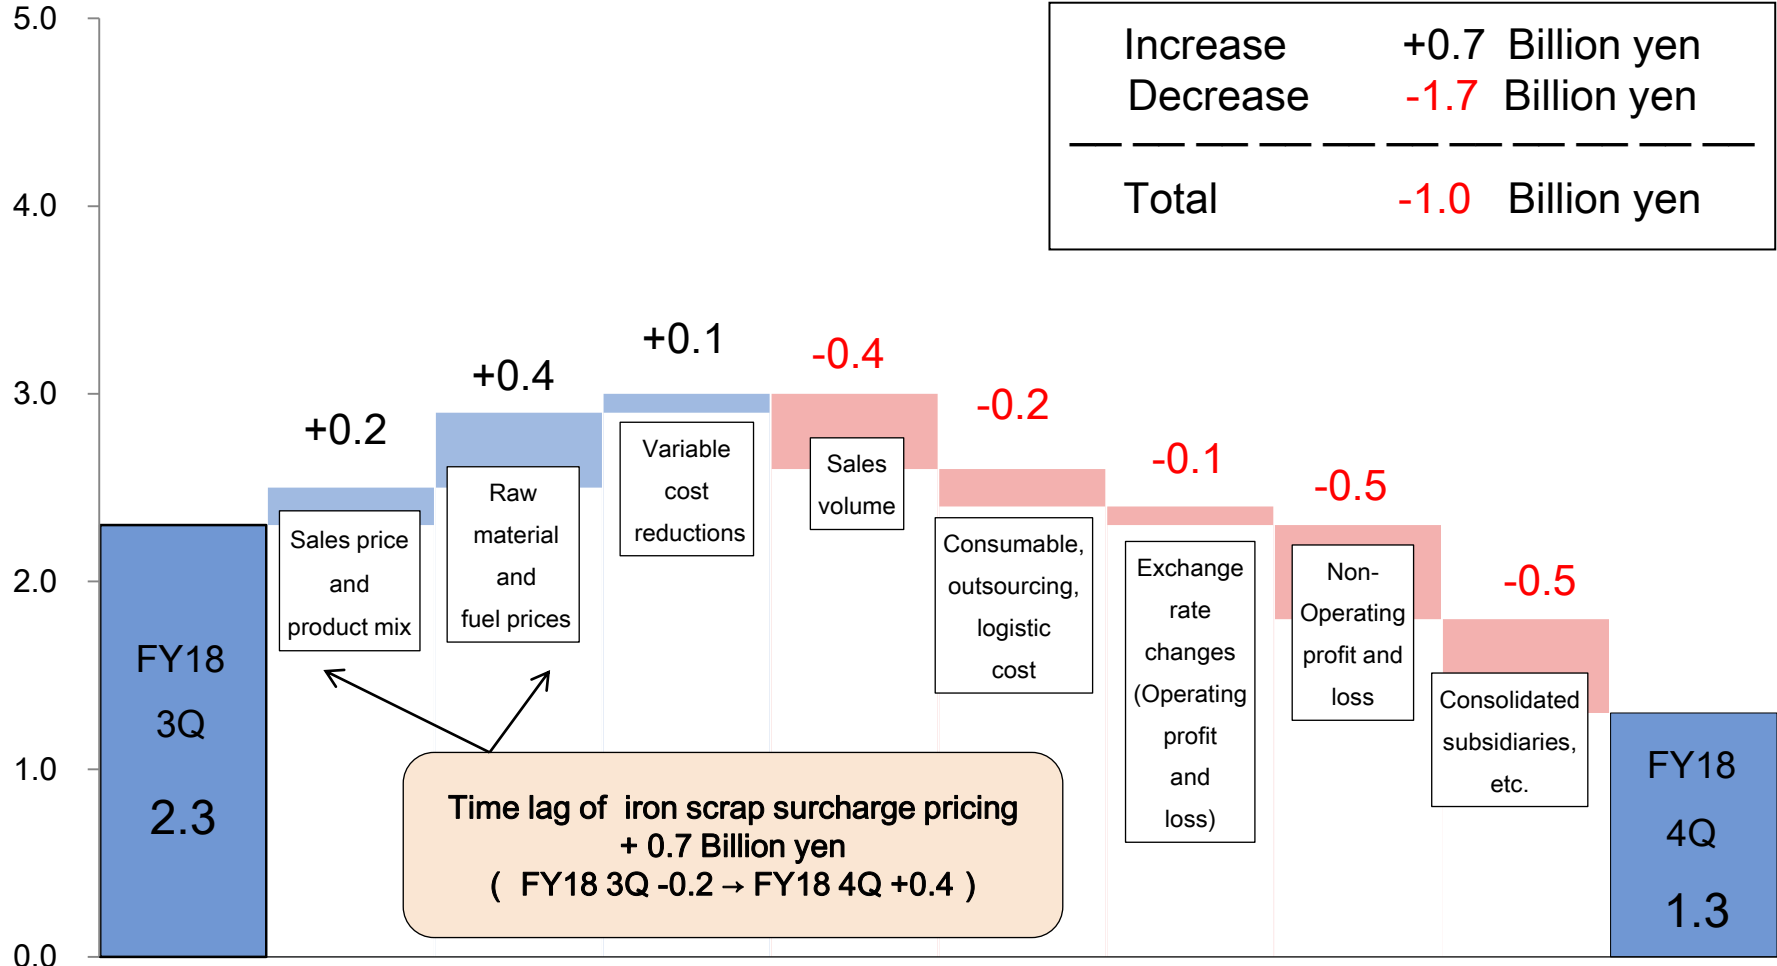 5.0
4.0
3.0
2.0
1.0
0.0
Increase +0.7 Billion yen
Decrease -1.7 Billion yen
Total -1.0 Billion yen
FY18
3Q
2.3
+0.2
Sales price
and
product mix
+0.4
Raw
material
and
fuel prices
+0.1
Variable
cost
reductions
-0.4
Sales
volume
-0.2
Consumable,
outsourcing,
logistic
cost
-0.1
Exchange
rate
changes
(Operating
profit
and
loss)
-0.5
Non-
Operating
profit and
loss
-0.5
Consolidated
subsidiaries,
etc.
FY18
4Q
1.3
Time lag of iron scrap surcharge pricing
+ 0.7 Billion yen
( FY18 3Q -0.2 → FY18 4Q +0.4 )